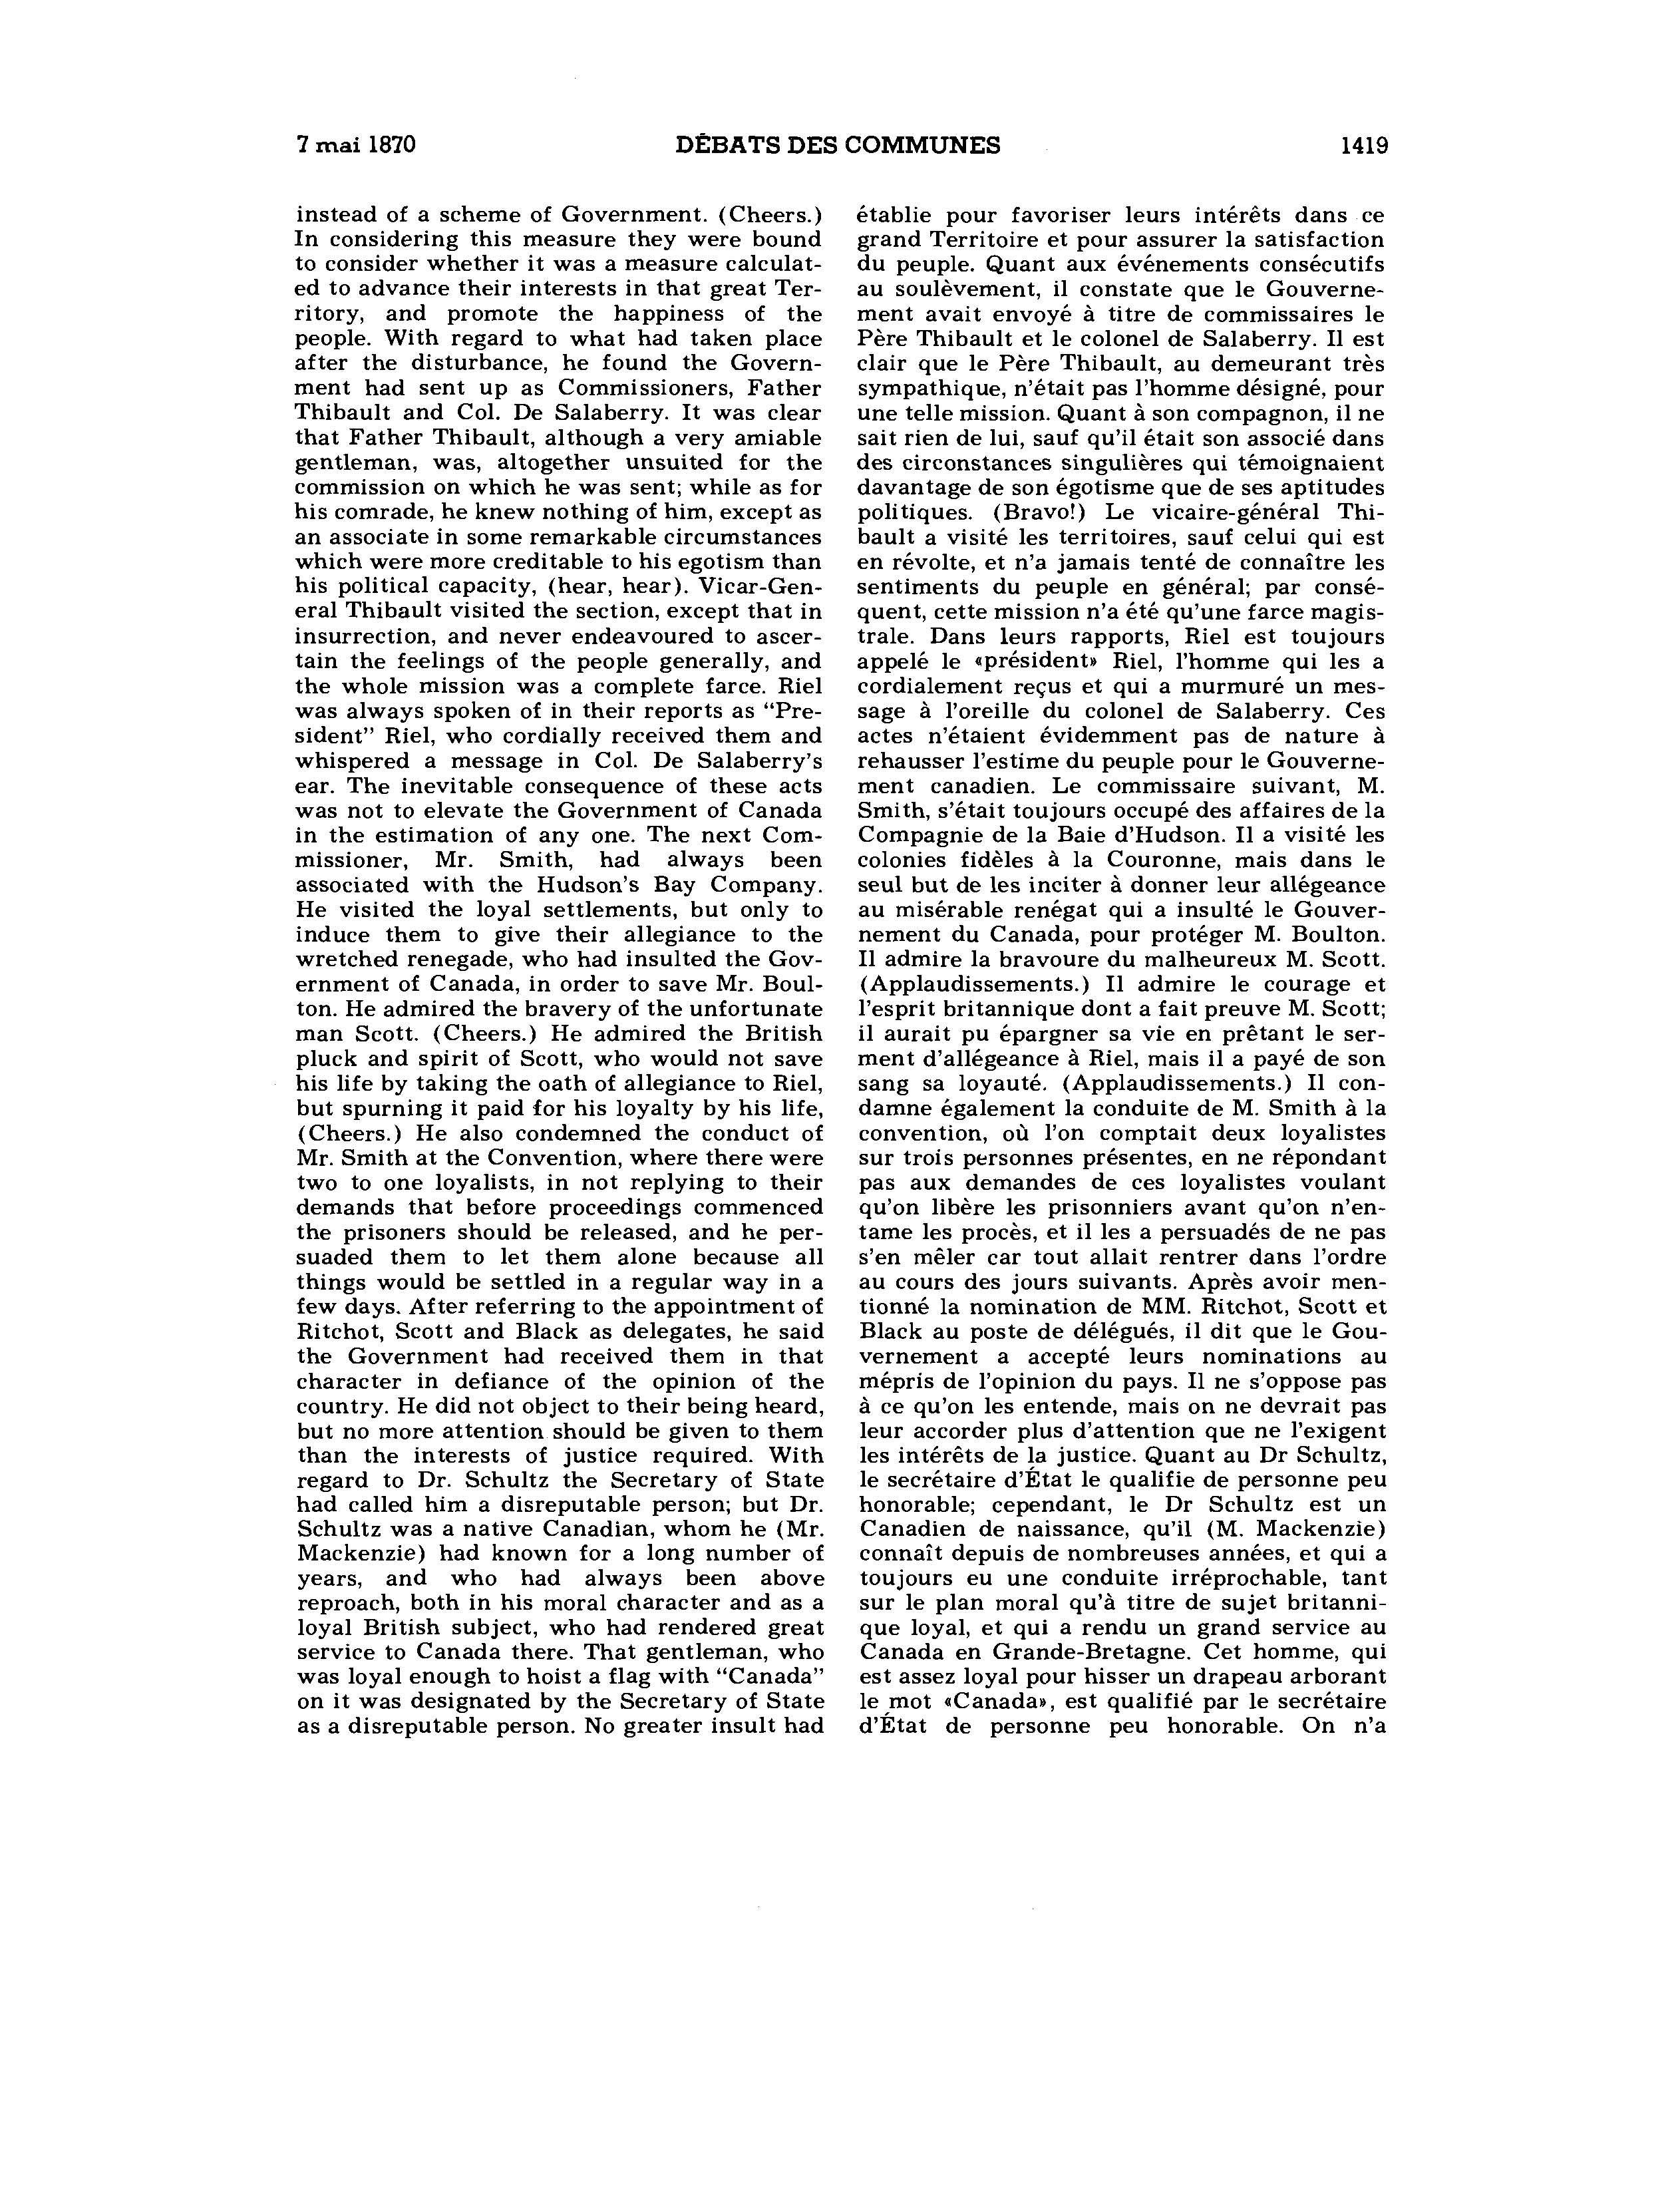 7 mai 1870 DÉBATS DES COMMUNES 1419
instead of a scheme of Government. (Cheers.)
In considering this measure they were bound
to consider whether it was a measure calculat-
ed to advance their interests in that great Ter-
ritory, and promote the happiness of the
people. With regard to what had taken place
after the disturbance, he found the Govern-
ment had sent up as Commissioners, Father
Thibault and Col. De Salaberry. It was clear
that Father Thibault, although a very amiable
gentleman, was, altogether unsuited for the
commission on which he was sent; while as for
his comrade, he knew nothing of him, except as
an associate in some remarkable circumstances
which were more creditable to his egotism than
his political capacity, (hear, hear). Vicar-Gen-
eral Thibault visited the section, except that in
insurrection, and never endeavoured to ascer-
tain the feelings of the people generally, and
the whole mission was a complete farce. Riel
was always spoken of in their reports as “Pre-
sident” Riel, who cordially received them and
whispered a message in Col. De Salaberry's
ear. The inevitable consequence of these acts
was not to elevate the Government of Canada
in the estimation of any one. The next Com-
missioner, Mr. Smith, had always been
associated with the Hudson's Bay Company.
He visited the loyal settlements, but only to
induce them to give their allegiance to the
wretched renegade, who had insulted the Gov-
ernment of Canada, in order to save Mr. Boul-
ton. He admired the bravery of the unfortunate
man Scott. (Cheers.) He admired the British
pluck and spirit of Scott, who would not save
his life by taking the oath of allegiance to Riel,
but spurning it paid for his loyalty by his life,
(Cheers.) He also condemned the conduct of
Mr. Smith at the Convention, where there were
two to one loyalists, in not replying to their
demands that before proceedings commenced
the prisoners should be released, and he per-
suaded them to let them alone because all
things would be settled in a regular way in a
few days. After referring to the appointment of
Ritchot, Scott and Black as delegates, he said
the Government had received them in that
character in defiance of the opinion of the
country. He did not object to their being heard,
but no more attention should be given to them
than the interests of justice required. With
regard to Dr. Schultz the Secretary of State
had called him a disreputable person; but Dr.
Schultz was a native Canadian, whom he (Mr.
Mackenzie) had known for a long number of
years, and who had always been above
reproach, both in his moral character and as a
loyal British subject, who had rendered great
service to Canada there. That gentleman, who
was loyal enough to hoist a flag with “Canada”
on it was designated by the Secretary of State
as a disreputable person. No greater insult had
établie pour favoriser leurs intérêts dans ce
grand Territoire et pour assurer la satisfaction
du peuple. Quant aux événements consécutifs
au soulèvement, il constate que le Gouverne-
ment avait envoyé à titre de commissaires le
Père Thibault et le colonel de Salaberry. Il est
clair que le Père Thibault, au demeurant très
sympathique, n'était pas l'homme désigné, pour
une telle mission. Quant à son compagnon, il ne
sait rien de lui, sauf qu'il était son associé dans
des circonstances singulières qui témoignaient
davantage de son égotisme que de ses aptitudes
politiques. (Bravo!) Le vicaire-général Thi-
bault a visité les territoires, sauf celui qui est
en révolte, et n'a jamais tenté de connaître les
sentiments du peuple en général; par consé-
quent, cette mission n'a été qu'une farce magis-
trale. Dans leurs rapports, Riel est toujours
appelé le «président» Riel, l'homme qui les a
cordialement reçus et qui a murmuré un mes-
sage à l'oreille du colonel de Salaberry. Ces
actes n'étaient évidemment pas de nature à
rehausser l'estime du peuple pour le Gouverne-
ment canadien. Le commissaire suivant, M.
Smith, s'était toujours occupé des affaires de la
Compagnie de la Baie d'Hudson. Il a visité les
colonies fidèles à la Couronne, mais dans le
seul but de les inciter à donner leur allégeance
au misérable renégat qui a insulté le Gouver-
nement du Canada, pour protéger M. Boulton.
Il admire la bravoure du malheureux M. Scott.
(Applaudissements.) Il admire le courage et
l'esprit britannique dont a fait preuve M. Scott;
il aurait pu épargner sa vie en prêtant le ser-
ment d'allégeance à Riel, mais il a payé de son
sang sa loyauté. (Applaudissements.) Il con-
damne également la conduite de M. Smith à la
convention, où l'on comptait deux loyalistes
sur trois personnes présentes, en ne répondant
pas aux demandes de ces loyalistes voulant
qu'on libère les prisonniers avant qu'on n'en-
tame les procès, et il les a persuadés de ne pas
s'en mêler car tout allait rentrer dans l'ordre
au cours des jours suivants. Après avoir men-
tionné la nomination de MM. Ritchot, Scott et
Black au poste de délégués, il dit que le Gou-
vernement a accepté leurs nominations au
mépris de l'opinion du pays. Il ne s'oppose pas
à ce qu'on les entende, mais on ne devrait pas
leur accorder plus d'attention que ne l'exigent
les intérêts de la justice. Quant au Dr Schultz,
le secrétaire d'État le qualifie de personne peu
honorable; cependant, le Dr Schultz est un
Canadien de naissance, qu'il (M. Mackenzie)
connaît depuis de nombreuses années, et qui a
toujours eu une conduite irréprochable, tant
sur le plan moral qu'à titre de sujet britanni-
que loyal, et qui a rendu un grand service au
Canada en Grande-Bretagne. Cet homme, qui
est assez loyal pour hisser un drapeau arborant
le mot «Canada», est qualifié par le secrétaire
d'État de personne peu honorable. On n'a